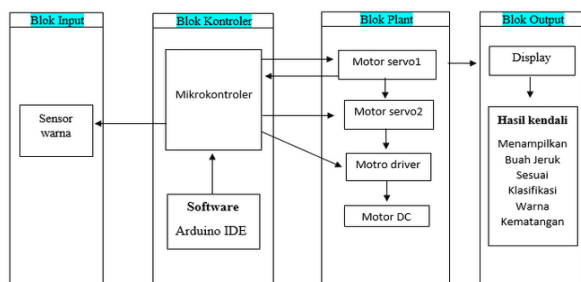 Blok Input
Sensor
warna
Blok Kontroler
Mikrokontroler
Software
Arduino IDE
Blok Plant
Motor servo1
Motor servo2
Motro driver
Motor DC
Blok Output
Display
Hasil kendali
Menampilkan
Buah Jeruk
Sesuai
Klasifikasi
Warna
Kematangan